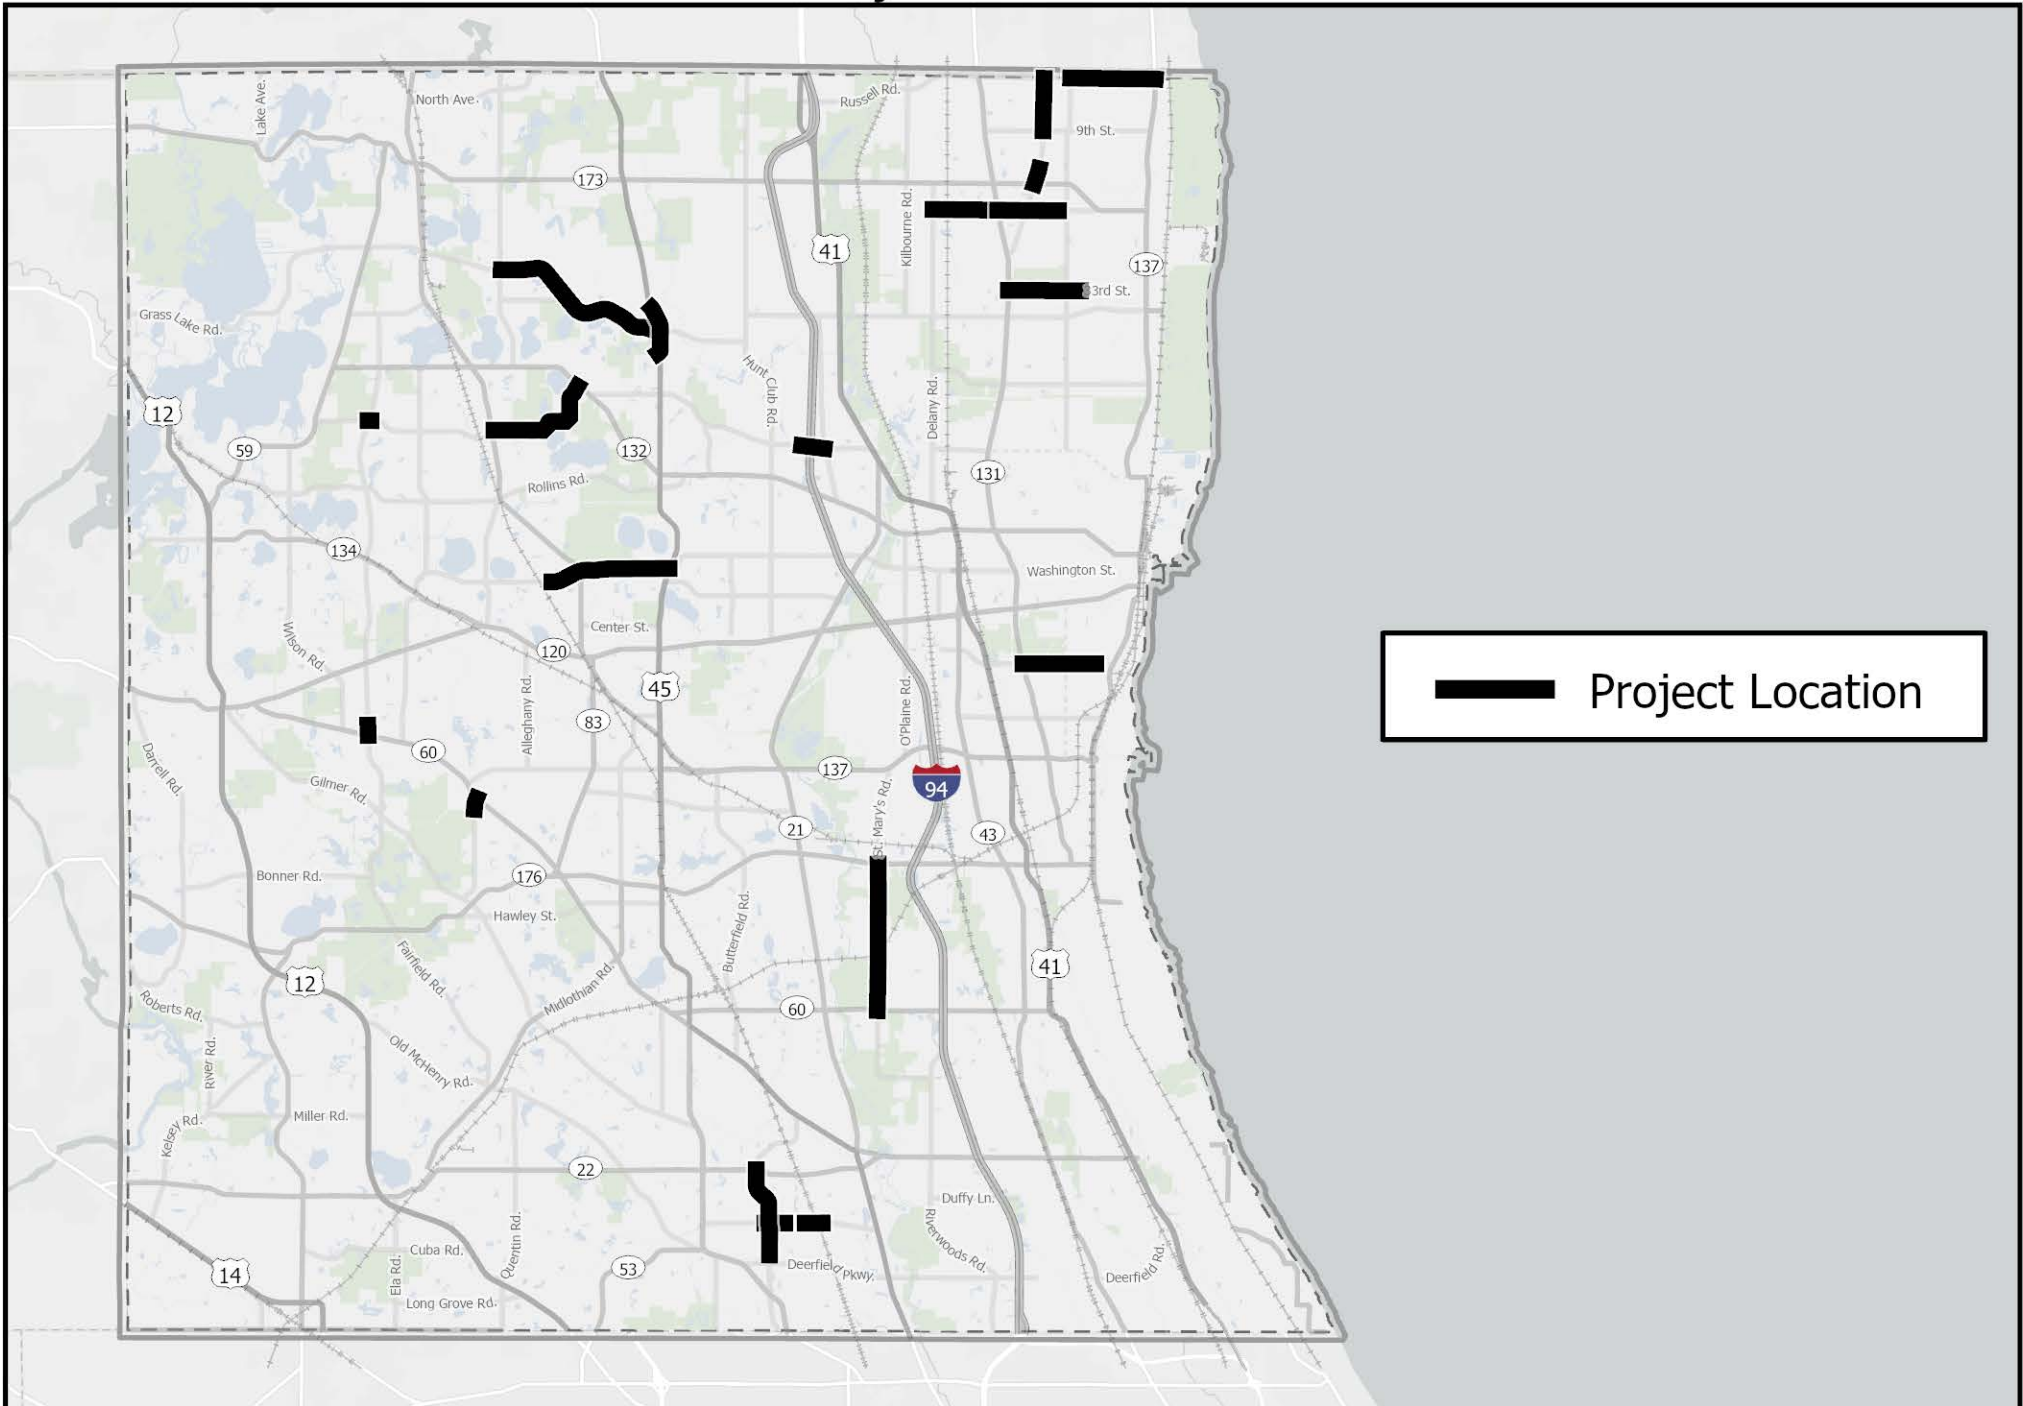 Lake Ave.
North Ave.
Russell Rd.
9th St.
173
Kilbourne Rd.
41
137
33rd St.
Grass Lake Rd.
Hunt Club Rd.
Delany Rd.
12
59
132
131
Rollins Rd.
134
Washington St.
Wilson Rd.
Center St.
120
45
Alleghany Rd.
O'Plaine Rd.
Project Location
83
60
Darrell Rd.
Gilmer Rd.
137
94
St. Mary's Rd.
21
43
Bonner Rd.
176
Hawley St.
Butterfield Rd.
Fairfield Rd.
41
12
Midlothian Rd.
Roberts Rd.
60
River Rd.
Old McHenry Rd.
Miller Rd.
Kelsey Rd.
22
Duffy Ln.
Quentin Rd.
Riverwoods Rd.
Cuba Rd.
Ela Rd.
53
Deerfield Pkwy.
Deerfield Rd.
14
Long Grove Rd.